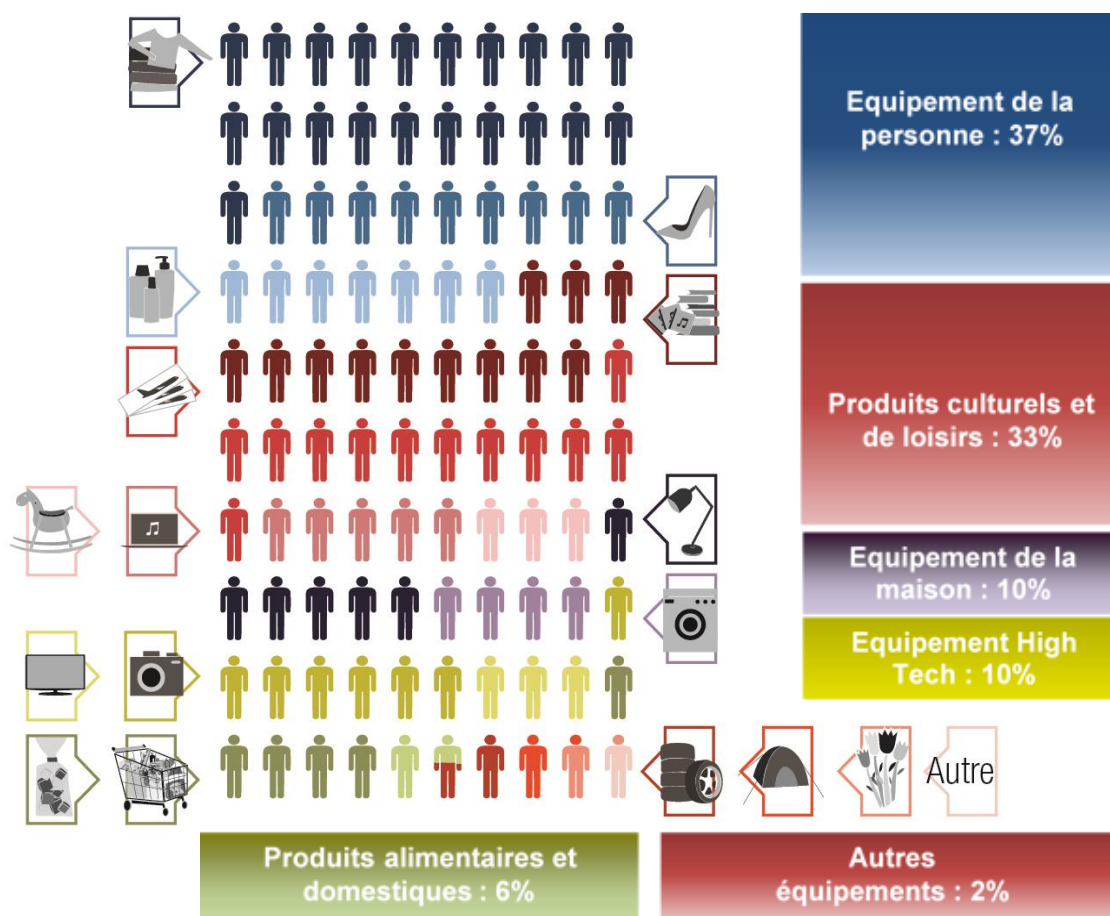 Equipement de la
personne : 37%
Produits culturels et
de loisirs : 33%
Equipement de la
maison : 10%
Equipement High
Tech : 10%
Autre
Produits alimentaires et
domestiques : 6%
Autres
équipements : 2%